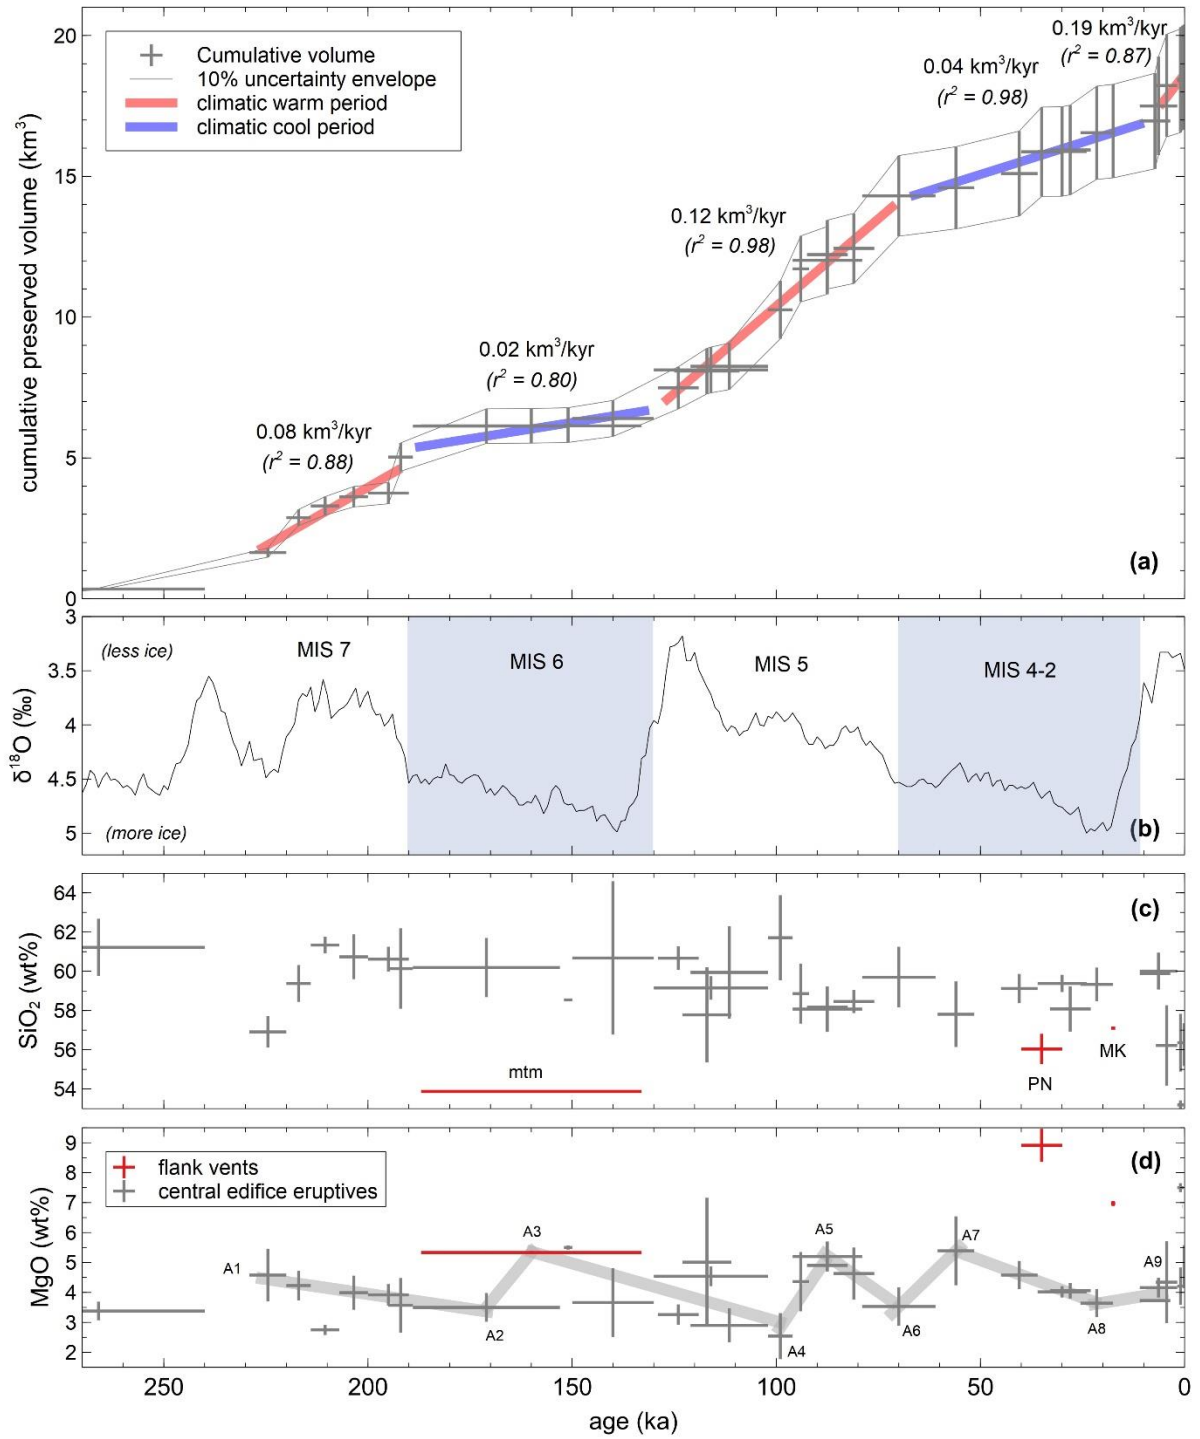 20
15
10
5
0
cumulative preserved volume (km³)
Cumulative volume
10% uncertainty envelope
climatic warm period
climatic cool period
0.19 km³/kyr
(r² = 0.87)
0.04 km³/kyr
(r² = 0.98)
0.12 km³/kyr
(r² = 0.98)
0.02 km³/kyr
(r² = 0.80)
0.08 km³/kyr
(r² = 0.88)
(a)
3
3.5
4
4.5
5
δ¹⁸O (‰)
(less ice)
MIS 7
MIS 6
MIS 5
MIS 4-2
(more ice)
(b)
64
62
60
58
56
54
SiO₂ (wt%)
(c)
mtm
PN
MK
9
8
7
6
5
4
3
2
MgO (wt%)
flank vents
central edifice eruptives
(d)
A1
A2
A3
A4
A5
A6
A7
A8
A9
250 200 150 100 50 0
age (ka)